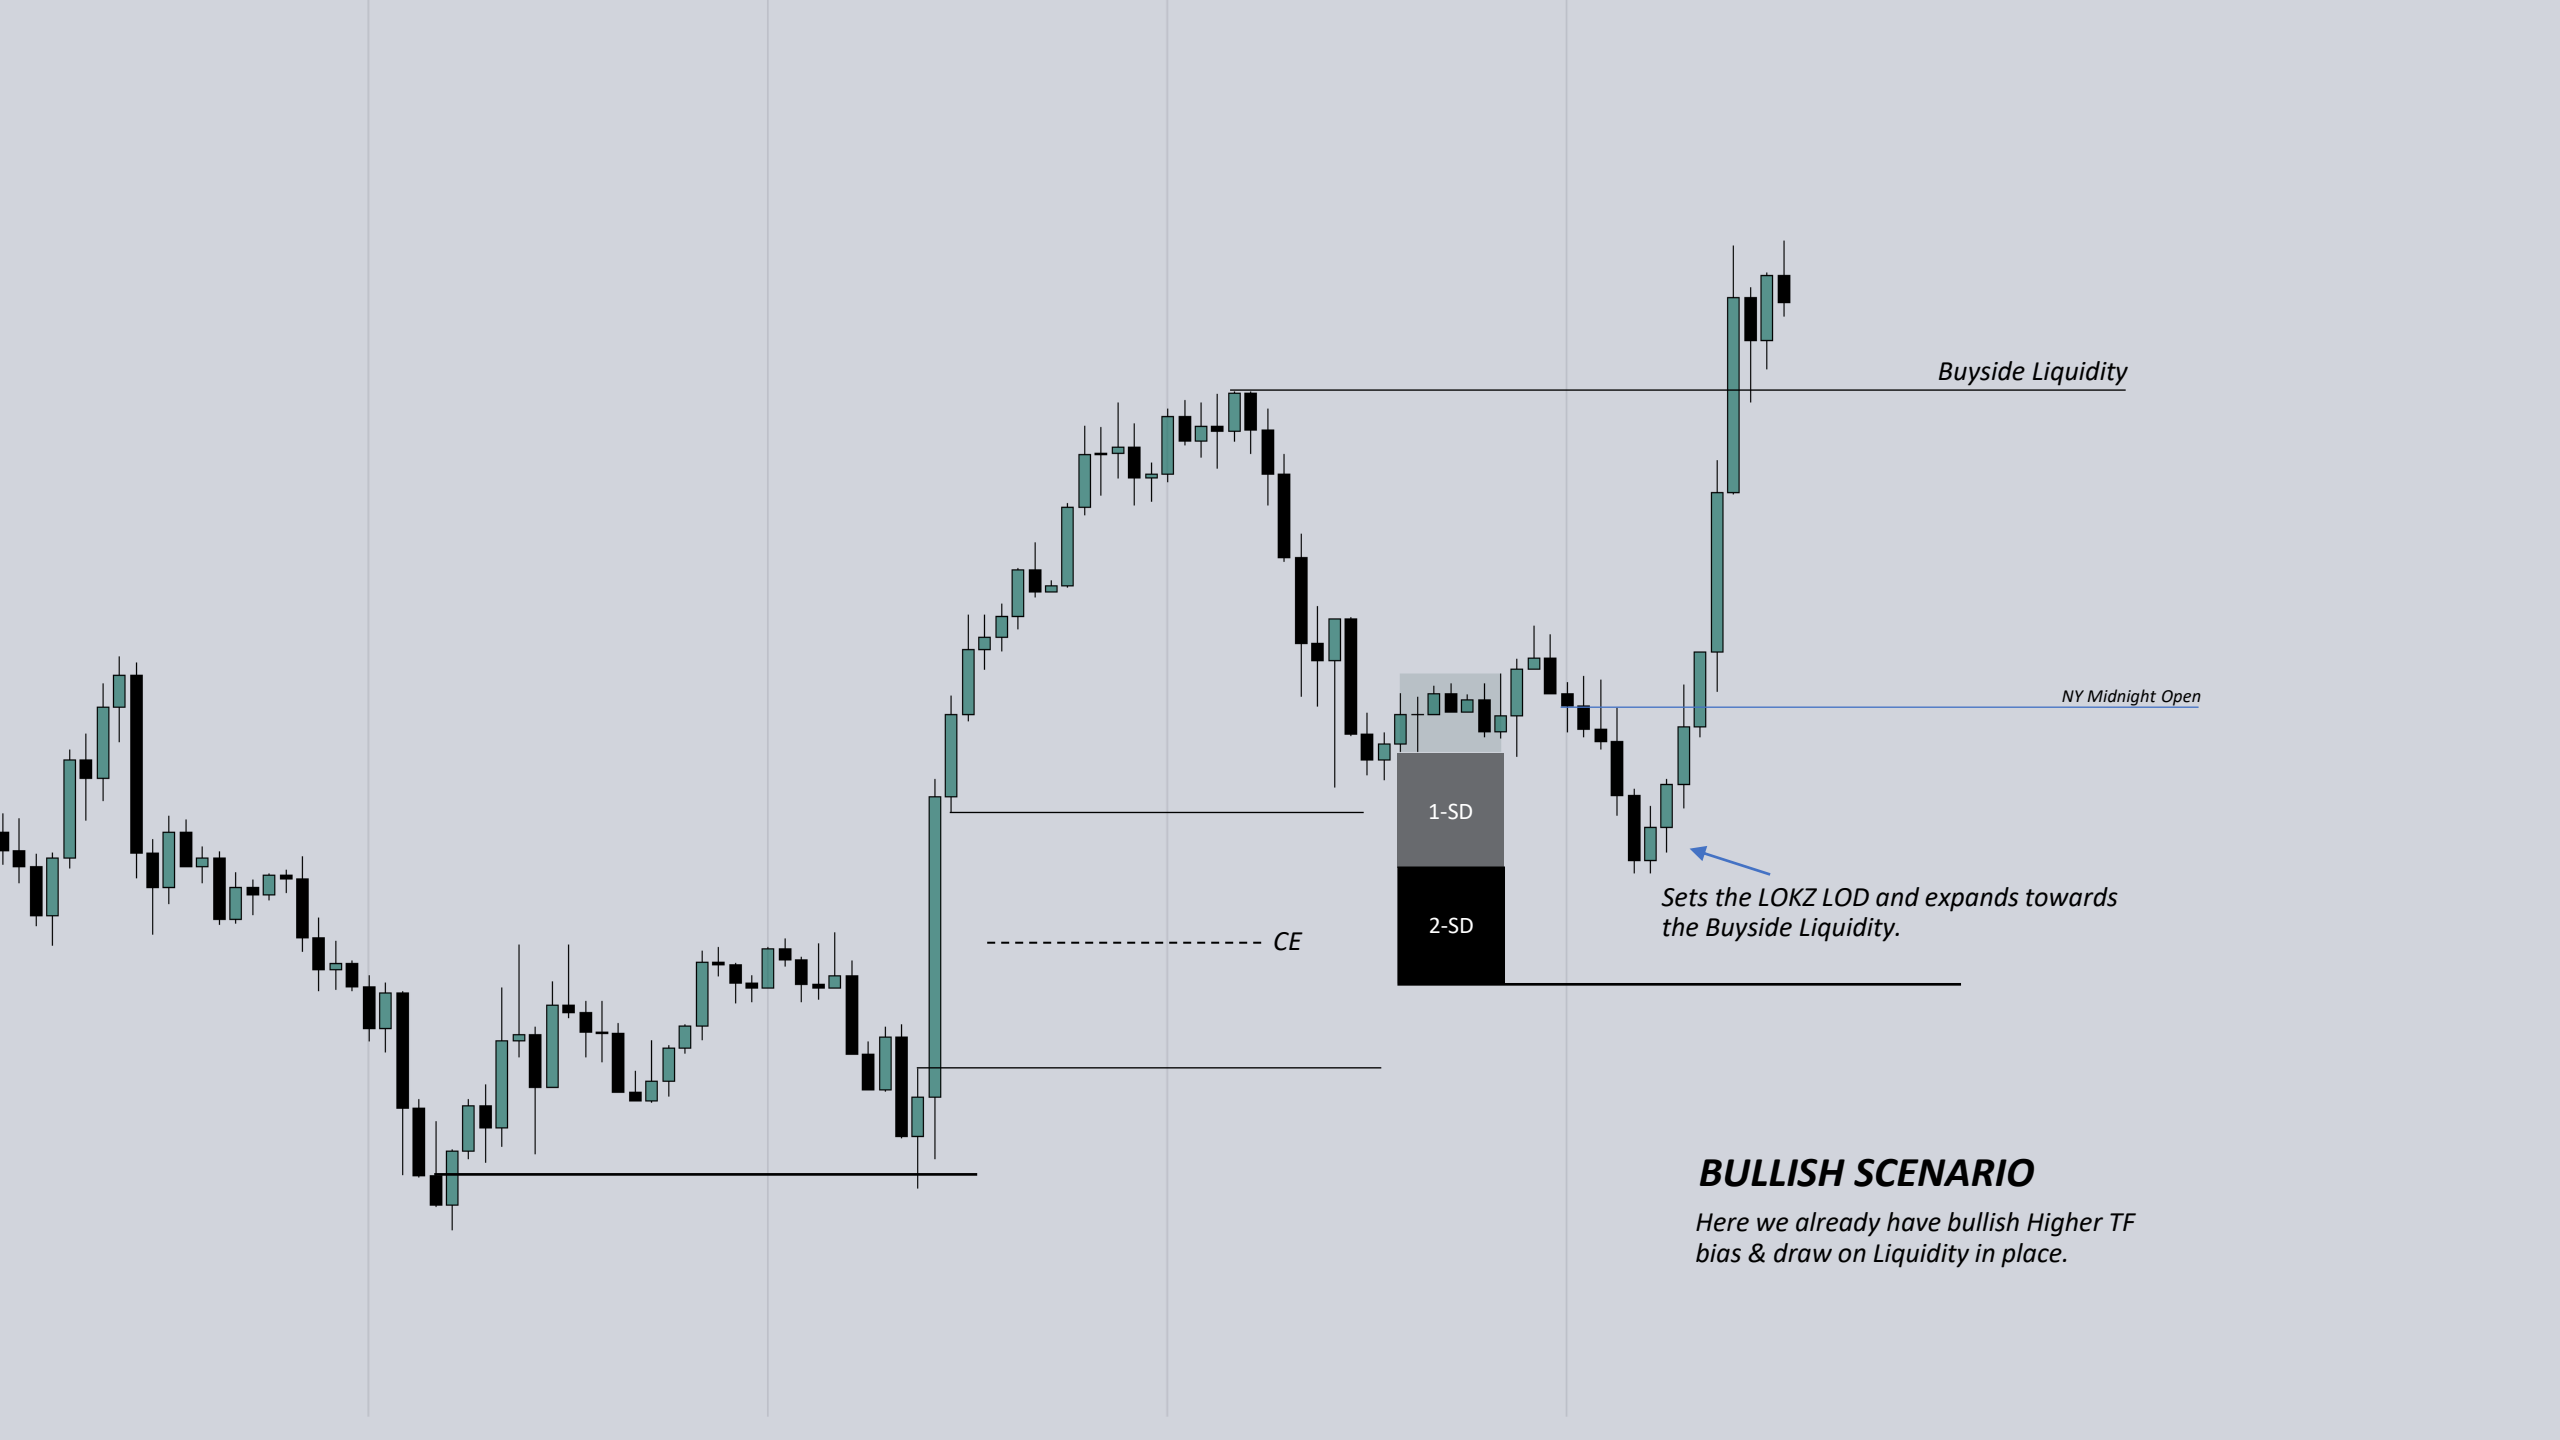 Buyside Liquidity
NY Midnight Open
1-SD
Sets the LOKZ LOD and expands towards
the Buyside Liquidity.
2-SD
CE
BULLISH SCENARIO
Here we already have bullish Higher TF
bias & draw on Liquidity in place.